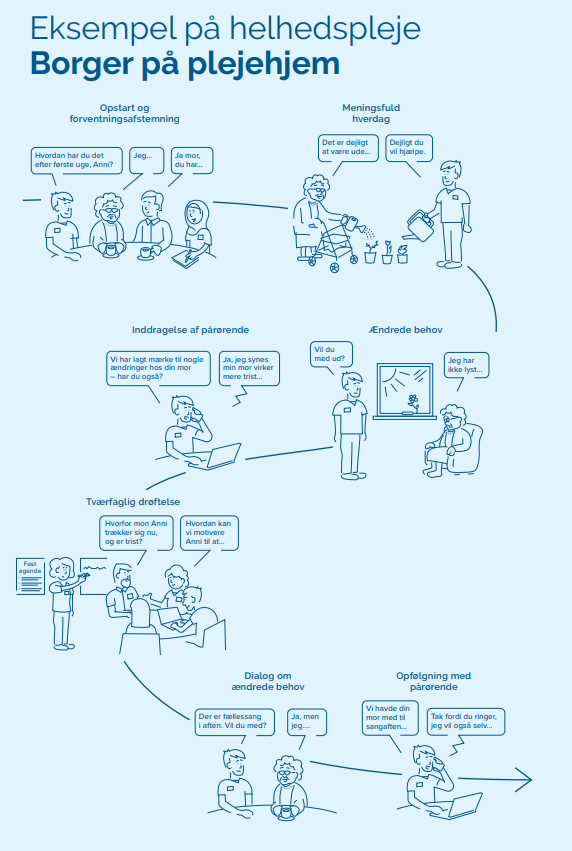 Eksempel på helhedspleje
Borger på plejehjem
Opstart og
forventningsafstemning
Hvordan har du det
efter første uge, Anni?
Jeg...
Ja mor,
du har...
Meningsfuld
hverdag
Det er dejligt
at være ude...
Dejligt du
vil hjælpe.
Ændrede behov
Vil du
med ud?
Jeg har
ikke lyst...
Inddragelse af pårørende
Vi har lagt mærke til nogle
ændringer hos din mor
– har du også?
Ja, jeg synes
min mor virker
mere trist...
Tværfaglig drøftelse
Hvorfor mon Anni
trækker sig nu,
og er trist?
Hvordan kan
vi motivere
Anni til at...
Fast
agenda
Dialog om
ændrede behov
Der er fællessang
i aften. Vil du med?
Ja, men
jeg....
Opfølgning med
pårørende
Vi havde din
mor med til
sangaften...
Tak fordi du ringer,
jeg vil også selv...